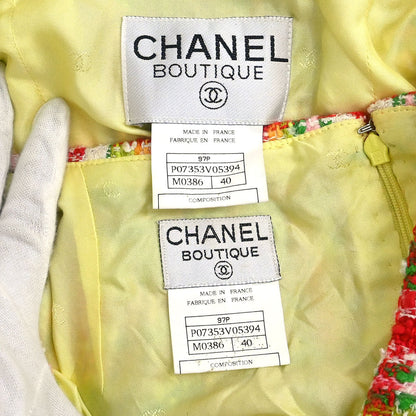 CHANEL
BOUTIQUE
MADE IN FRANCE
FABRIQUE EN FRANCE
97P
P07353V05394
M0386 40
COMPOSITION
CHANEL
BOUTIQUE
MADE IN FRANCE
FABRIQUE EN FRANCE
97P
P07353V05394
M0386 40
COMPOSITION